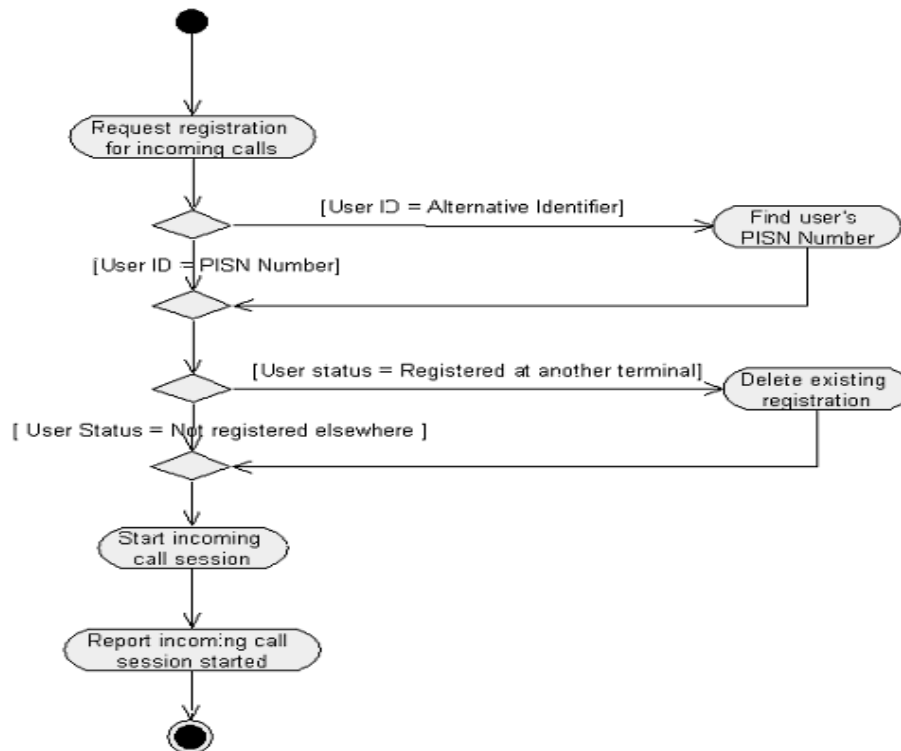 Request registration
for incoming calls
[User ID = Alternative Identifier]
Find user's
PISN Number
[User ID = PISN Number]
[User status = Registered at another terminal]
Delete existing
registration
[ User Status = Not registered elsewhere ]
Start incoming
call session
Report incoming call
session started